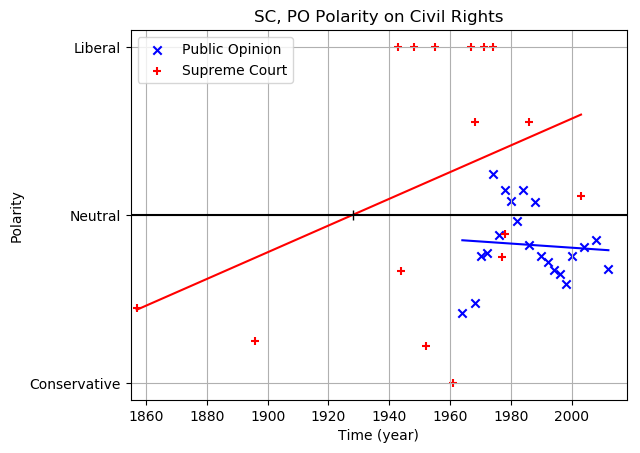 SC, PO Polarity on Civil Rights
Liberal
Public Opinion
Supreme Court
Neutral
Polarity
Conservative
1860 1880 1900 1920 1940 1960 1980 2000
Time (year)